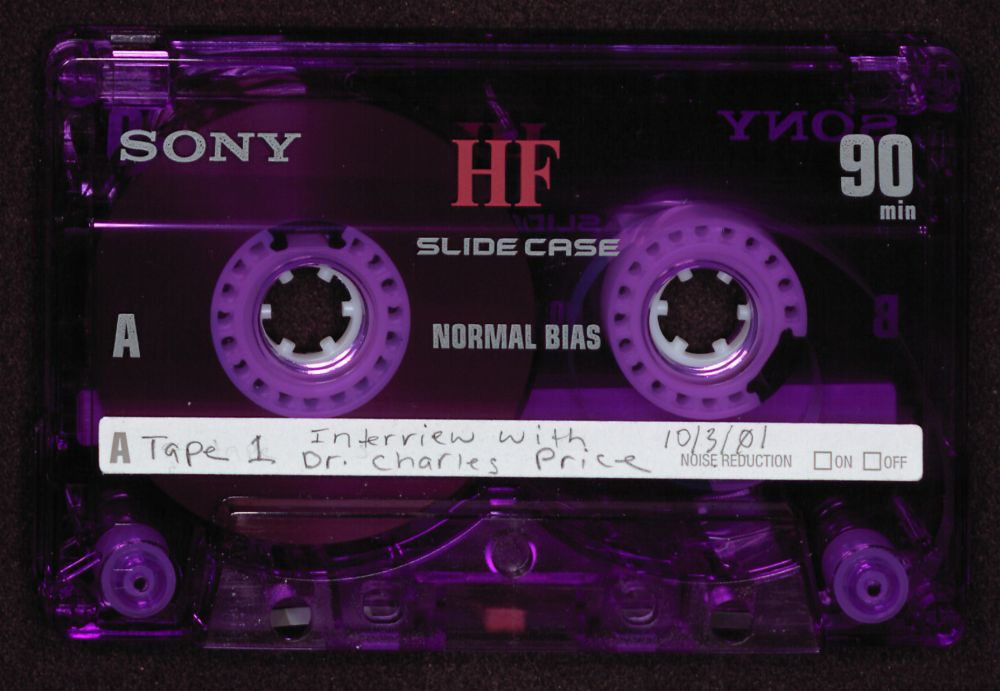 SONY
HF
SONY
90
min
SLIDE CASE
A
NORMAL BIAS
B
A Tape 1 Interview with 10/3/01
Dr. Charles Price NOISE REDUCTION ON OFF